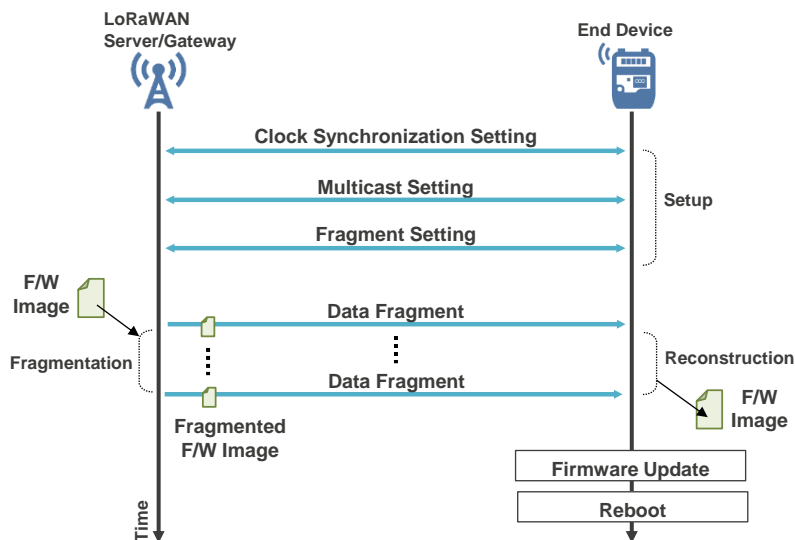 LoRaWAN
Server/Gateway
End Device
Clock Synchronization Setting
Multicast Setting
Setup
Fragment Setting
F/W
Image
Data Fragment
Fragmentation
Reconstruction
Data Fragment
F/W
Image
Fragmented
F/W Image
Firmware Update
Reboot
Time